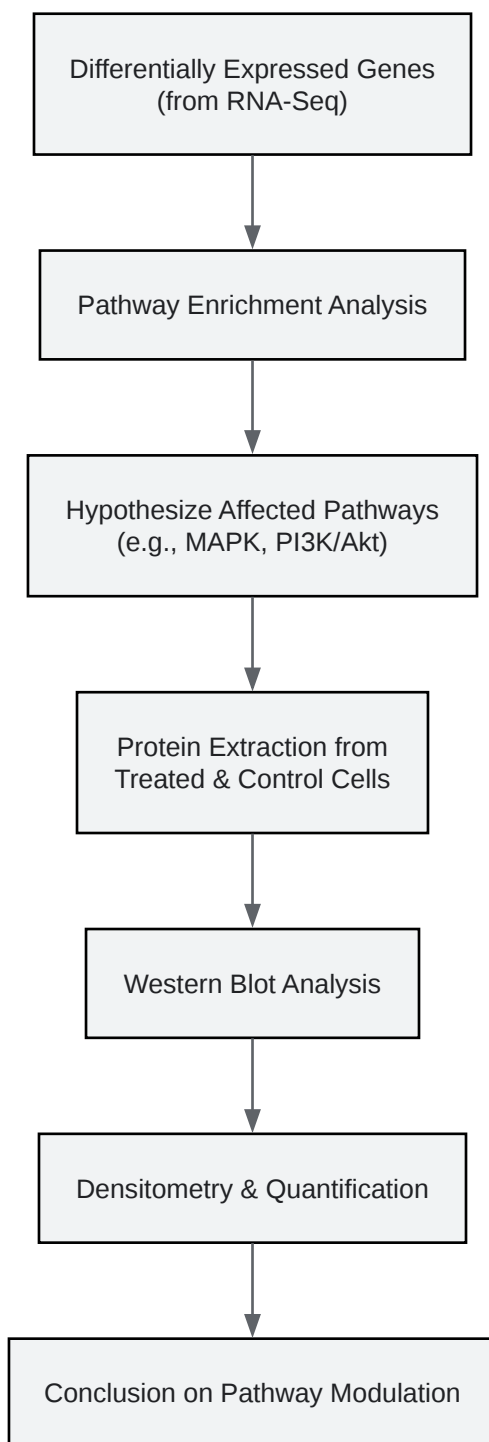 Differentially Expressed Genes
(from RNA-Seq)
Pathway Enrichment Analysis
Hypothesize Affected Pathways
(e.g., MAPK, PI3K/Akt)
Protein Extraction from
Treated & Control Cells
Western Blot Analysis
Densitometry & Quantification
Conclusion on Pathway Modulation